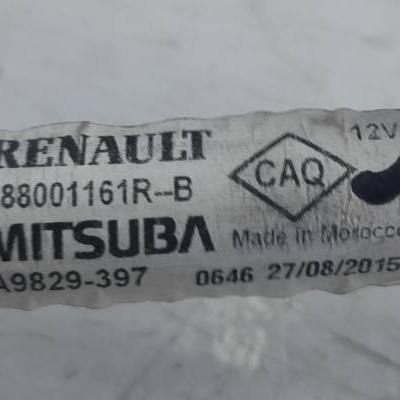 RENAULT
88001161R--B
CAQ
12V
MITSUBA
Made in Morocco
A9829-397
0646 27/08/2015